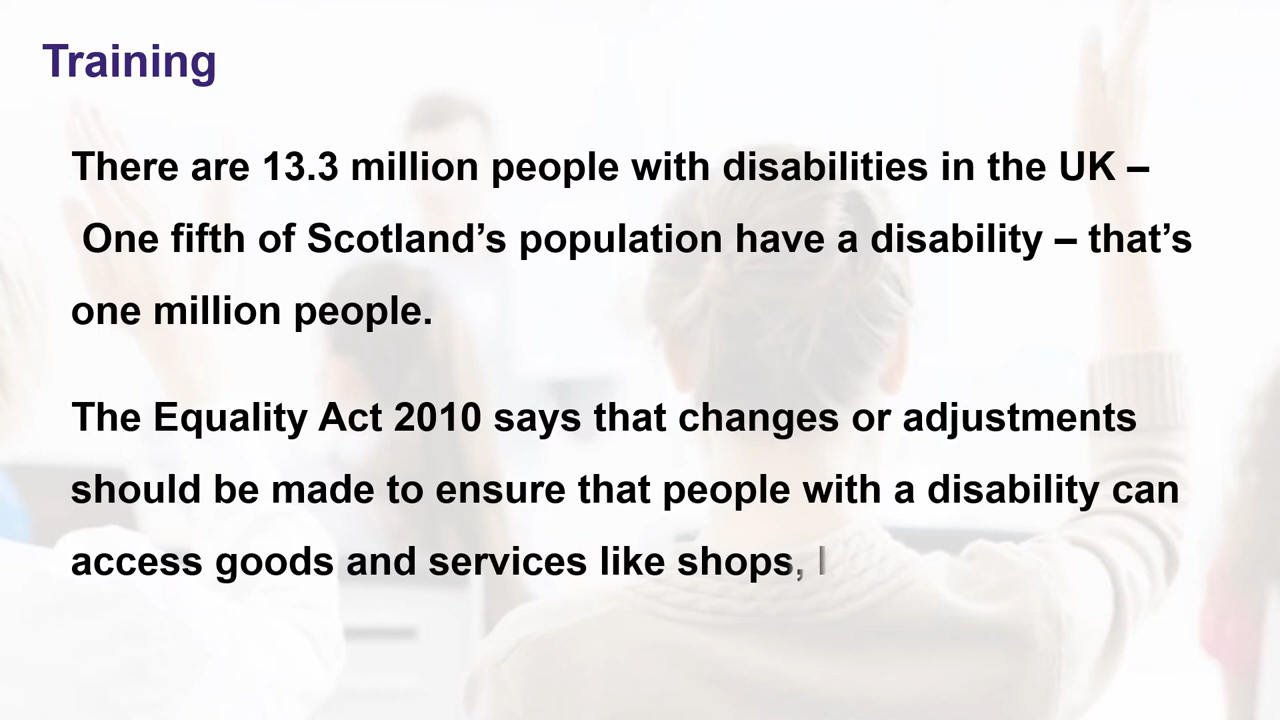 Training
There are 13.3 million people with disabilities in the UK –
One fifth of Scotland’s population have a disability – that’s
one million people.
The Equality Act 2010 says that changes or adjustments
should be made to ensure that people with a disability can
access goods and services like shops,